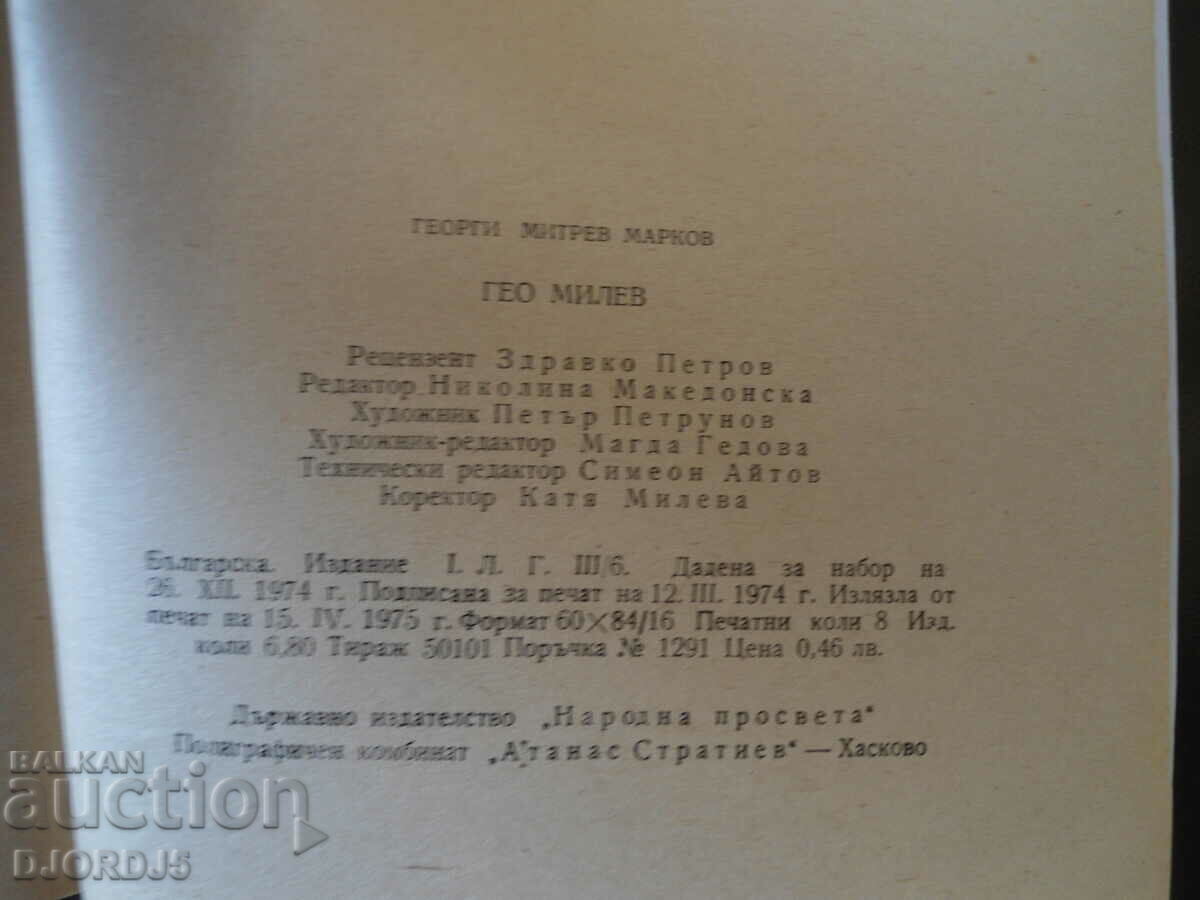 ГЕОРГИ МИТРЕВ МАРКОВ
ГЕО МИЛЕВ
Рецензент Здравко Петров
Редактор Николина Македонска
Художник Петър Петрунов
Художник-редактор Магда Гедова
Технически редактор Симеон Айтов
Коректор Катя Милева
Българска. Издание I. Л. Г. III/6. Дадена за набор на
26. XII. 1974 г. Подписана за печат на 12. III. 1974 г. Излязла от
печат на 15. IV. 1975 г. Формат 60×84/16 Печатни коли 8 Изд.
коли 6,80 Тираж 50101 Поръчка № 1291 Цена 0,46 лв.
Държавно издателство „Народна просвета“
Полиграфичен комбинат „Атанас Стратиев“ — Хасково
BALKAN
auction
DJORDJ5